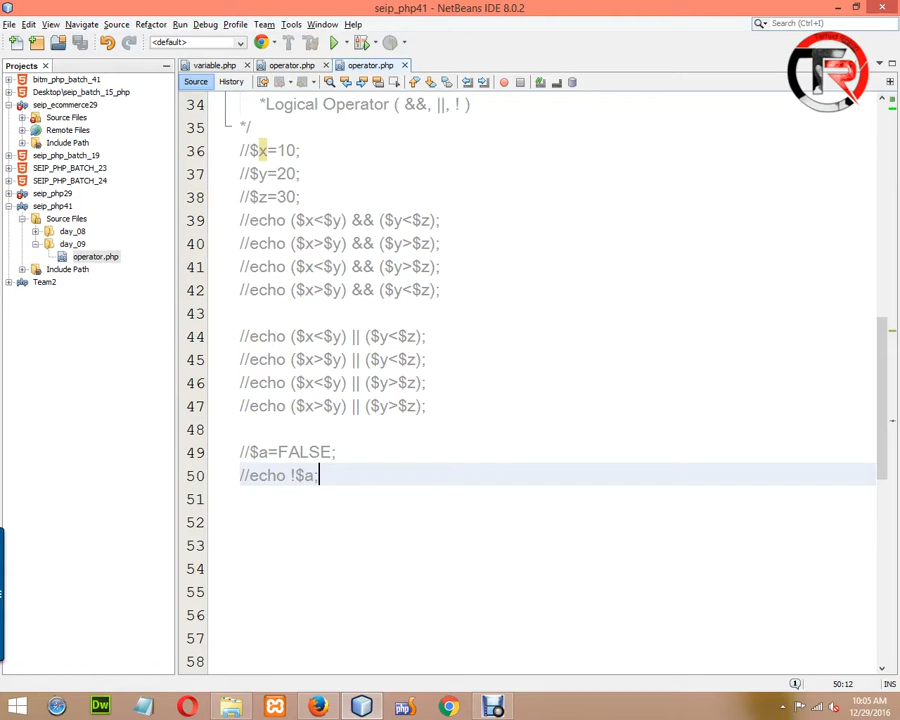 seip_php41 - NetBeans IDE 8.0.2
File Edit View Navigate Source Refactor Run Debug Profile Team Tools Window Help
Search (Ctrl+I)
<default>
Projects
variable.php operator.php operator.php
Source History
bitm_php_batch_41
Desktop\seip_batch_15_php
seip_ecommerce29
Source Files
Remote Files
Include Path
seip_php_batch_19
SEIP_PHP_BATCH_23
SEIP_PHP_BATCH_24
seip_php29
seip_php41
Source Files
day_08
day_09
operator.php
Include Path
Team2
34 *Logical Operator ( &&, ||, ! )
35 */
36 //$x=10;
37 //$y=20;
38 //$z=30;
39 //echo ($x<$y) && ($y<$z);
40 //echo ($x<$y) && ($y>$z);
41 //echo ($x<$y) && ($y>$z);
42 //echo ($x>$y) && ($y<$z);
43
44 //echo ($x<$y) || ($y<$z);
45 //echo ($x>$y) || ($y<$z);
46 //echo ($x<$y) || ($y>$z);
47 //echo ($x>$y) || ($y>$z);
48
49 //$a=FALSE;
50 //echo !$a;
51
52
53
54
55
56
57
58
50:12 INS
Dw
php
10:05 AM
12/29/2016